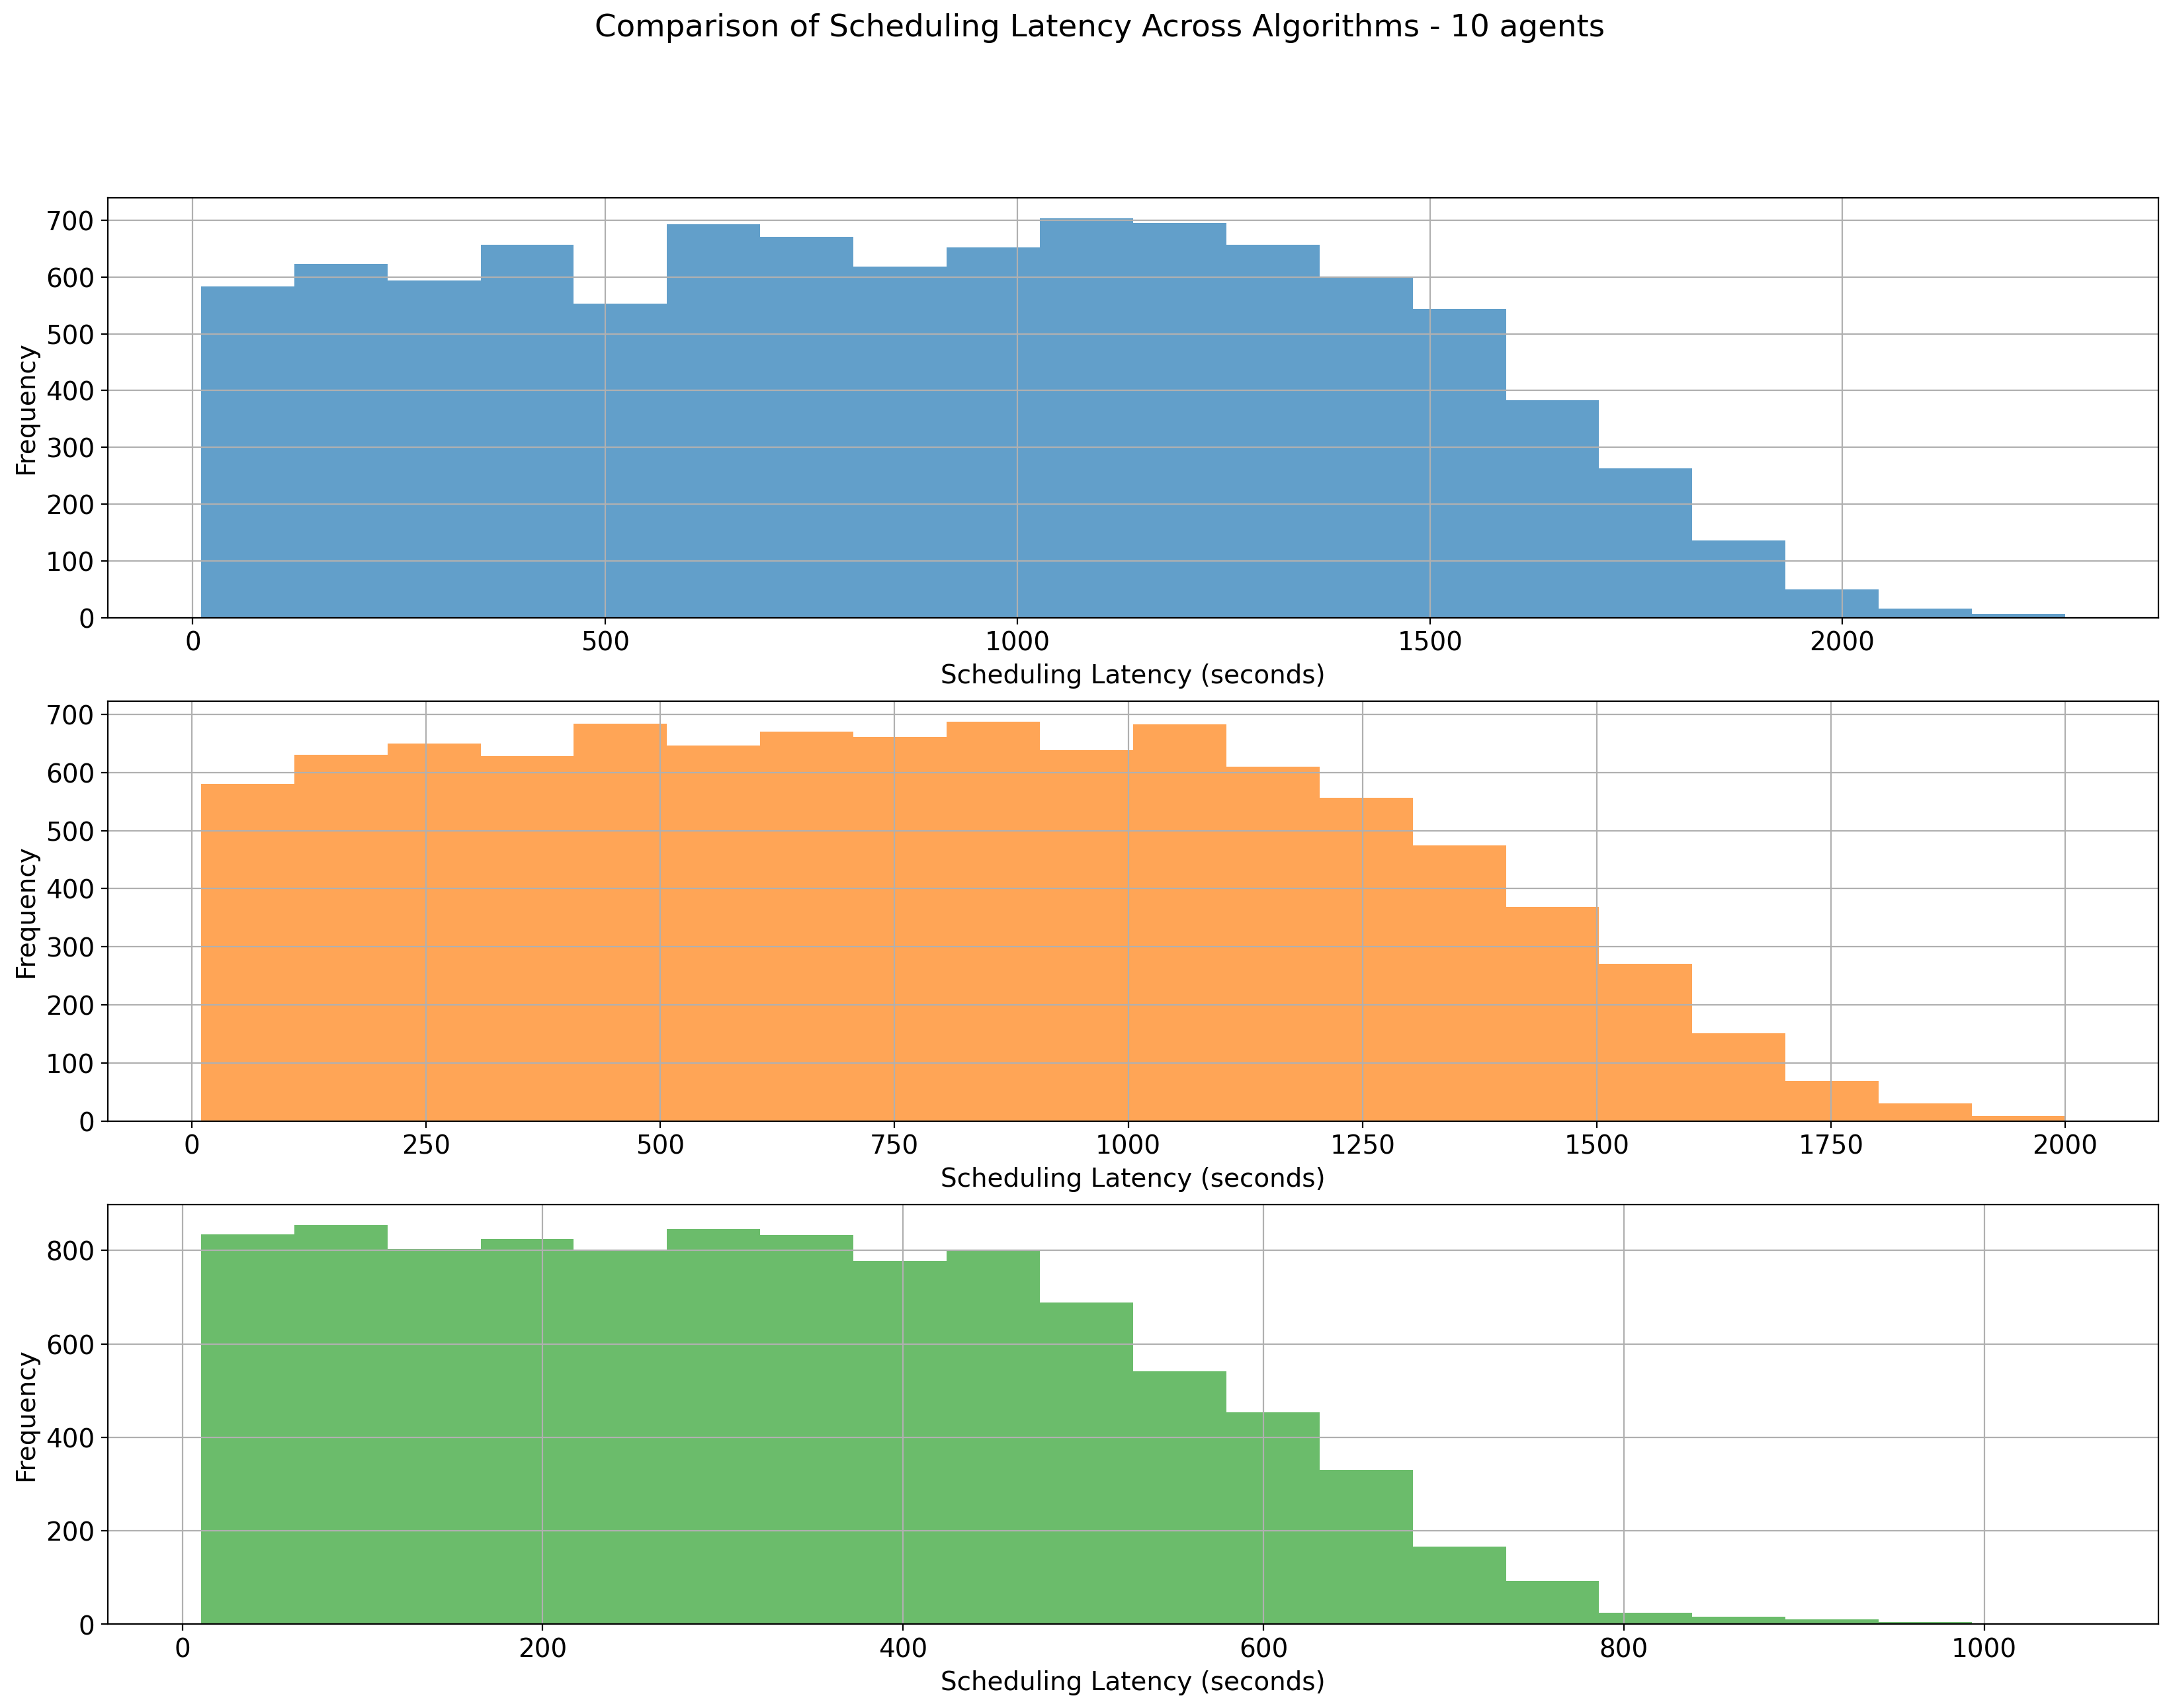 Comparison of Scheduling Latency Across Algorithms - 10 agents
700
600
500
400
300
200
100
0
Frequency
0 500 1000 1500 2000
Scheduling Latency (seconds)
700
600
500
400
300
200
100
0
Frequency
0 250 500 750 1000 1250 1500 1750 2000
Scheduling Latency (seconds)
800
600
400
200
0
Frequency
0 200 400 600 800 1000
Scheduling Latency (seconds)